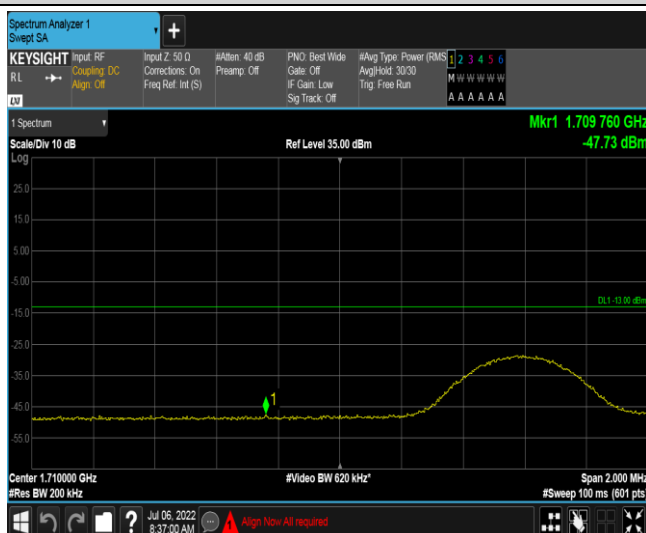 Spectrum Analyzer 1
Swept SA
+
KEYSIGHT Input: RF Input Z: 50 Ω #Atten: 40 dB PNO: Best Wide #Avg Type: Power (RMS 1 2 3 4 5 6
RL Coupling: DC Corrections: On Preamp: Off Gate: Off Avg|Hold: 30/30 M W W W W W
Align: Off Freq Ref: Int (S) IF Gain: Low Trig: Free Run
Sig Track: Off A A A A A A
LXI
1 Spectrum
Mkr1 1.709 760 GHz
Scale/Div 10 dB Ref Level 35.00 dBm -47.73 dBm
Log
25.0
15.0
5.00
-5.00
DL1 -13.00 dBm
-15.0
-25.0
-35.0
1
-45.0
-55.0
Center 1.710000 GHz #Video BW 620 kHz* Span 2.000 MHz
#Res BW 200 kHz #Sweep 100 ms (601 pts)
? Jul 06, 2022
8:37:00 AM
Align Now All required